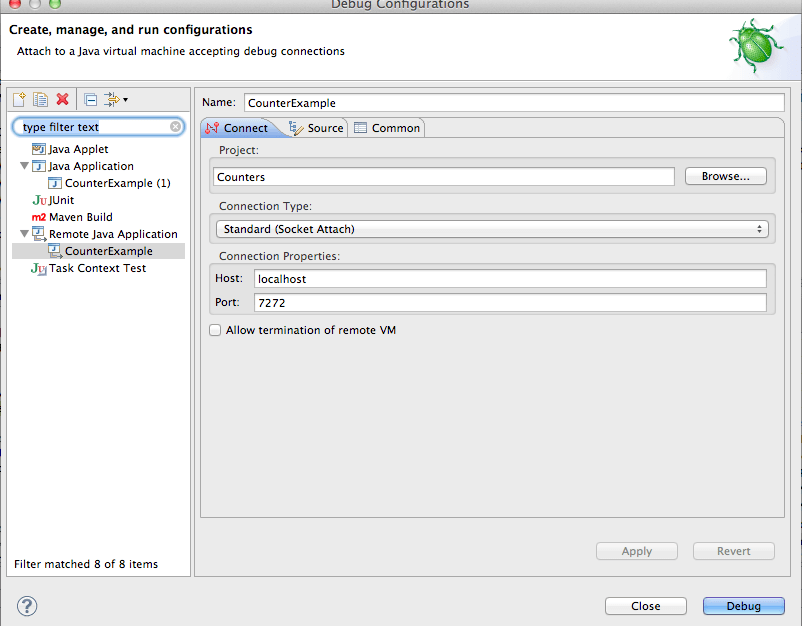 Debug Configurations
Create, manage, and run configurations
Attach to a Java virtual machine accepting debug connections
type filter text
Java Applet
Java Application
CounterExample (1)
JU JUnit
m2 Maven Build
Remote Java Application
CounterExample
JU Task Context Test
Filter matched 8 of 8 items
Name: CounterExample
Connect Source Common
Project:
Counters Browse...
Connection Type:
Standard (Socket Attach)
Connection Properties:
Host: localhost
Port: 7272
Allow termination of remote VM
Apply Revert
? Close Debug